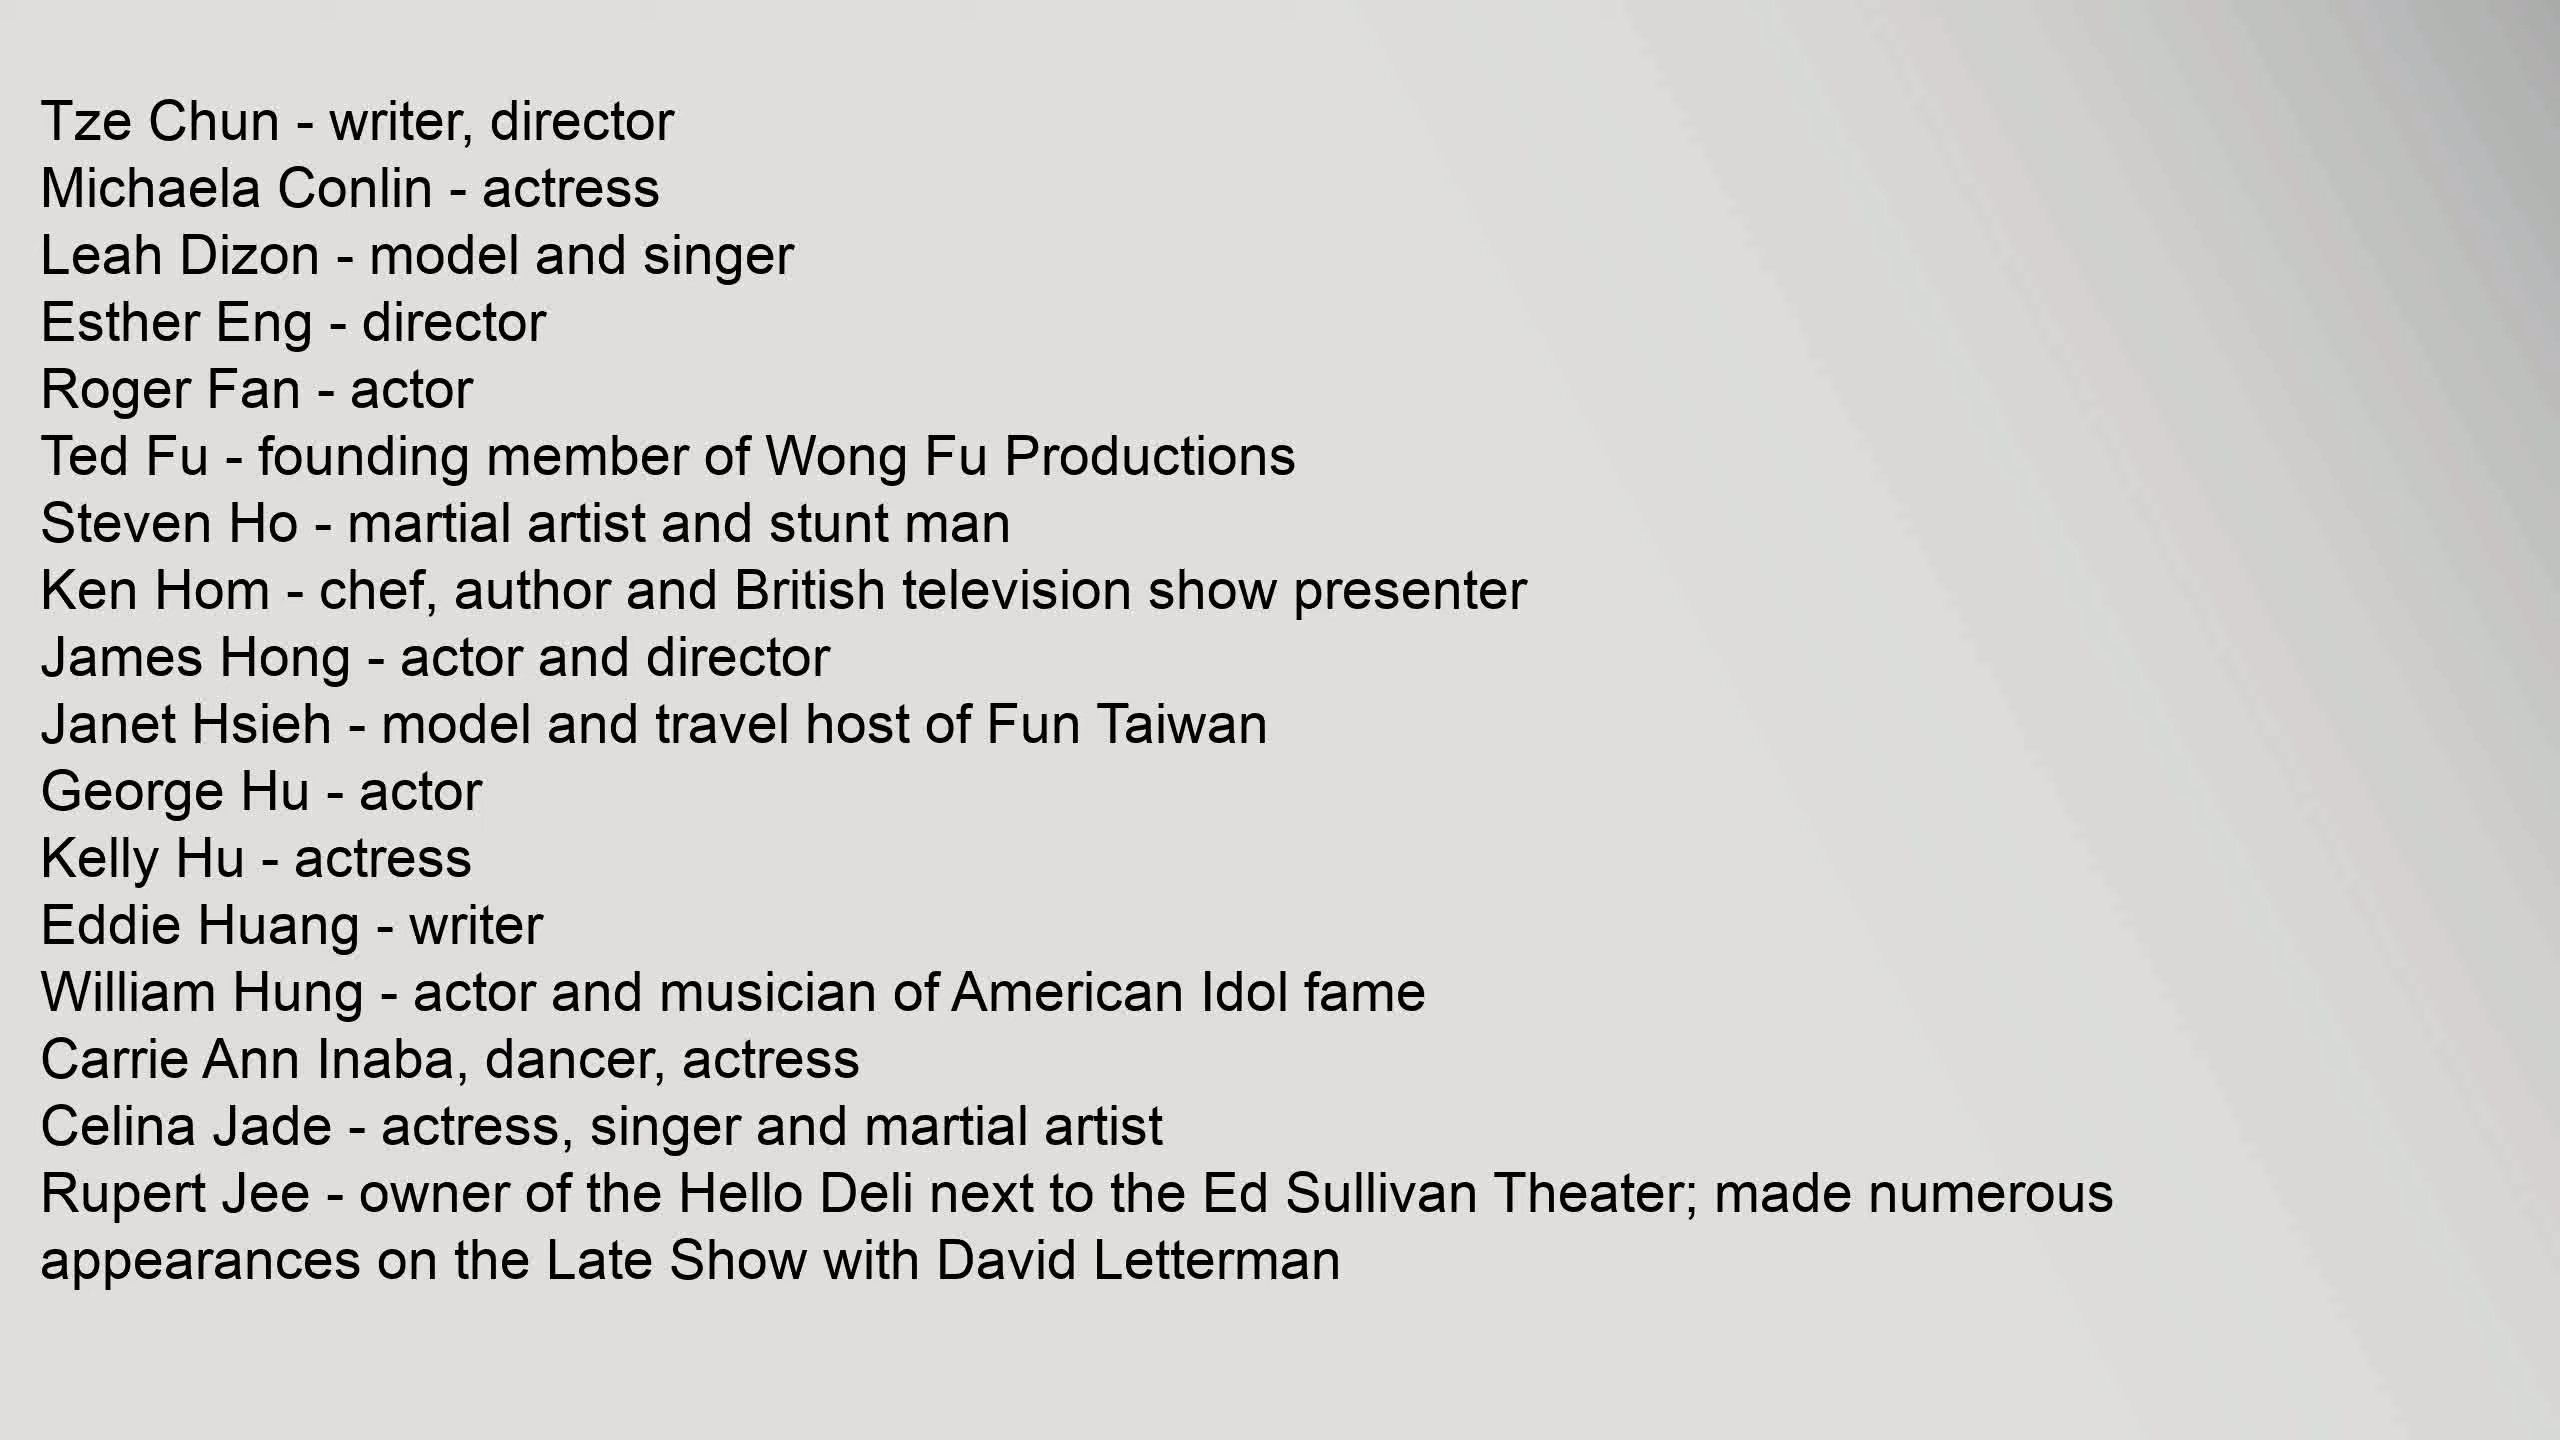 Tze Chun - writer, director
Michaela Conlin - actress
Leah Dizon - model and singer
Esther Eng - director
Roger Fan - actor
Ted Fu - founding member of Wong Fu Productions
Steven Ho - martial artist and stunt man
Ken Hom - chef, author and British television show presenter
James Hong - actor and director
Janet Hsieh - model and travel host of Fun Taiwan
George Hu - actor
Kelly Hu - actress
Eddie Huang - writer
William Hung - actor and musician of American Idol fame
Carrie Ann Inaba, dancer, actress
Celina Jade - actress, singer and martial artist
Rupert Jee - owner of the Hello Deli next to the Ed Sullivan Theater; made numerous
appearances on the Late Show with David Letterman